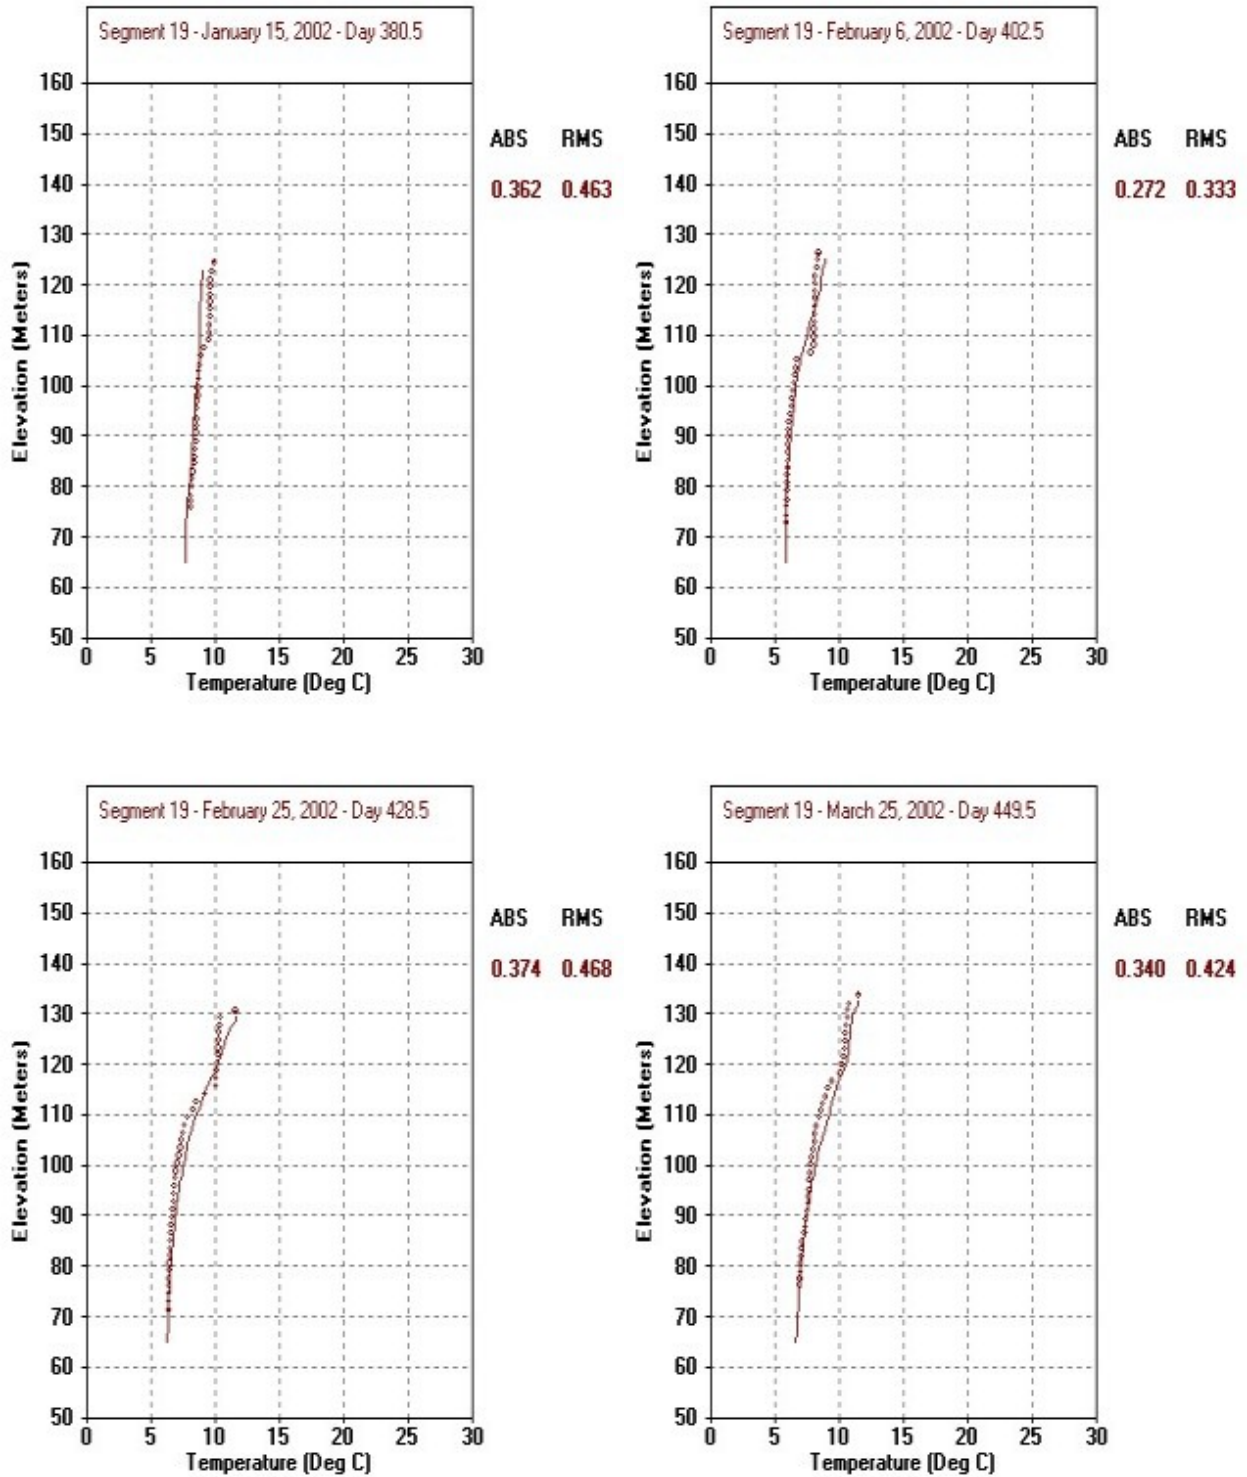 Segment 19 - January 15, 2002 - Day 380.5
160
150
140
130
120
110
100
90
80
70
60
50
Elevation (Meters)
0 5 10 15 20 25 30
Temperature (Deg C)
ABS RMS
0.362 0.463
Segment 19 - February 6, 2002 - Day 402.5
160
150
140
130
120
110
100
90
80
70
60
50
Elevation (Meters)
0 5 10 15 20 25 30
Temperature (Deg C)
ABS RMS
0.272 0.333
Segment 19 - February 25, 2002 - Day 428.5
160
150
140
130
120
110
100
90
80
70
60
50
Elevation (Meters)
0 5 10 15 20 25 30
Temperature (Deg C)
ABS RMS
0.374 0.468
Segment 19 - March 25, 2002 - Day 449.5
160
150
140
130
120
110
100
90
80
70
60
50
Elevation (Meters)
0 5 10 15 20 25 30
Temperature (Deg C)
ABS RMS
0.340 0.424